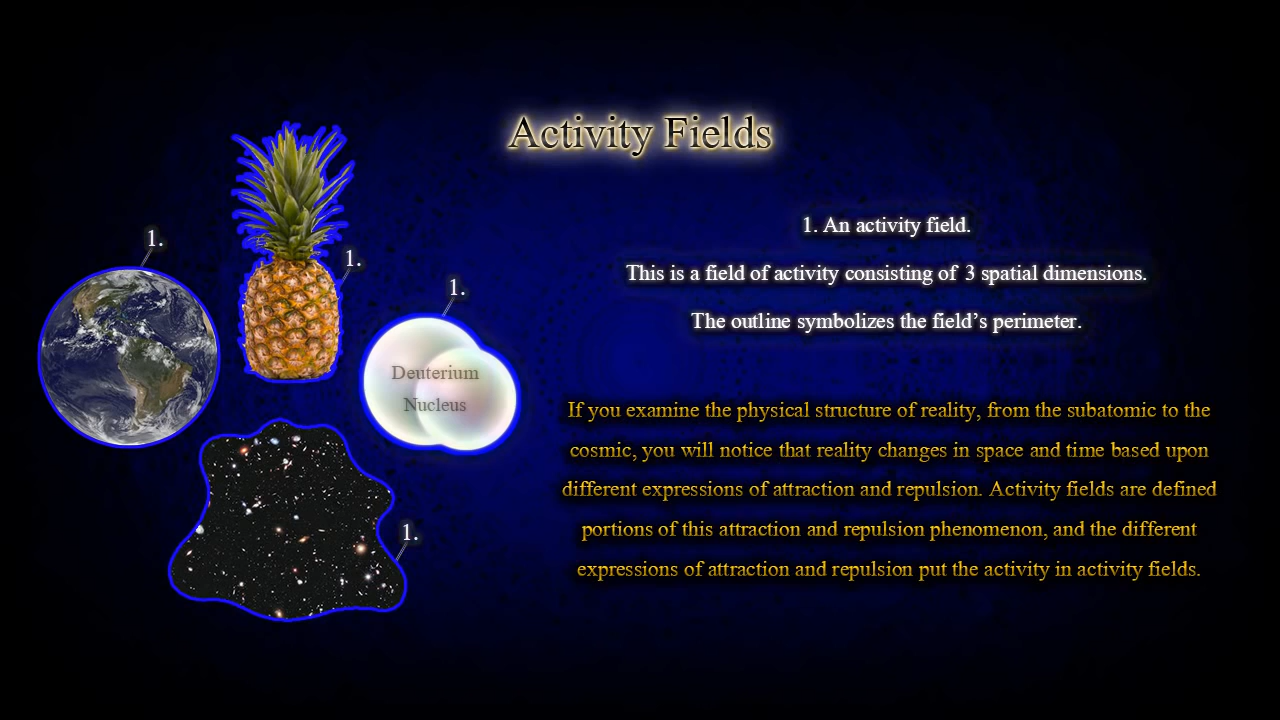 Activity Fields
1.
1.
1.
Deuterium
Nucleus
1.
1. An activity field.
This is a field of activity consisting of 3 spatial dimensions.
The outline symbolizes the field’s perimeter.
If you examine the physical structure of reality, from the subatomic to the
cosmic, you will notice that reality changes in space and time based upon
different expressions of attraction and repulsion. Activity fields are defined
portions of this attraction and repulsion phenomenon, and the different
expressions of attraction and repulsion put the activity in activity fields.